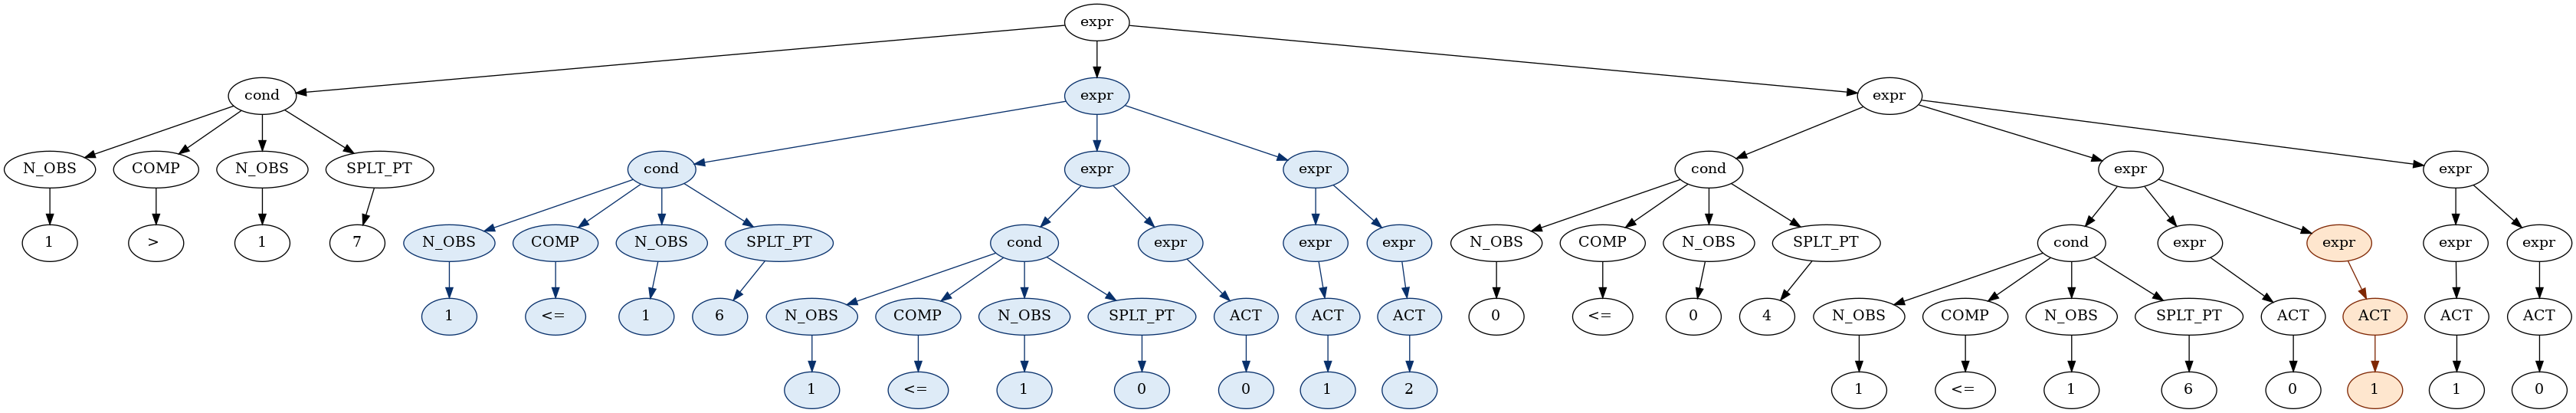 expr
cond expr expr
N_OBS COMP N_OBS SPLT_PT cond expr expr cond expr expr
1 > 1 7 N_OBS COMP N_OBS SPLT_PT cond expr expr expr N_OBS COMP N_OBS SPLT_PT cond expr expr expr expr
1 <= 1 6 N_OBS COMP N_OBS SPLT_PT ACT ACT ACT 0 <= 0 4 N_OBS COMP N_OBS SPLT_PT ACT ACT ACT ACT
1 <= 1 0 0 1 2 1 <= 1 6 0 1 1 0